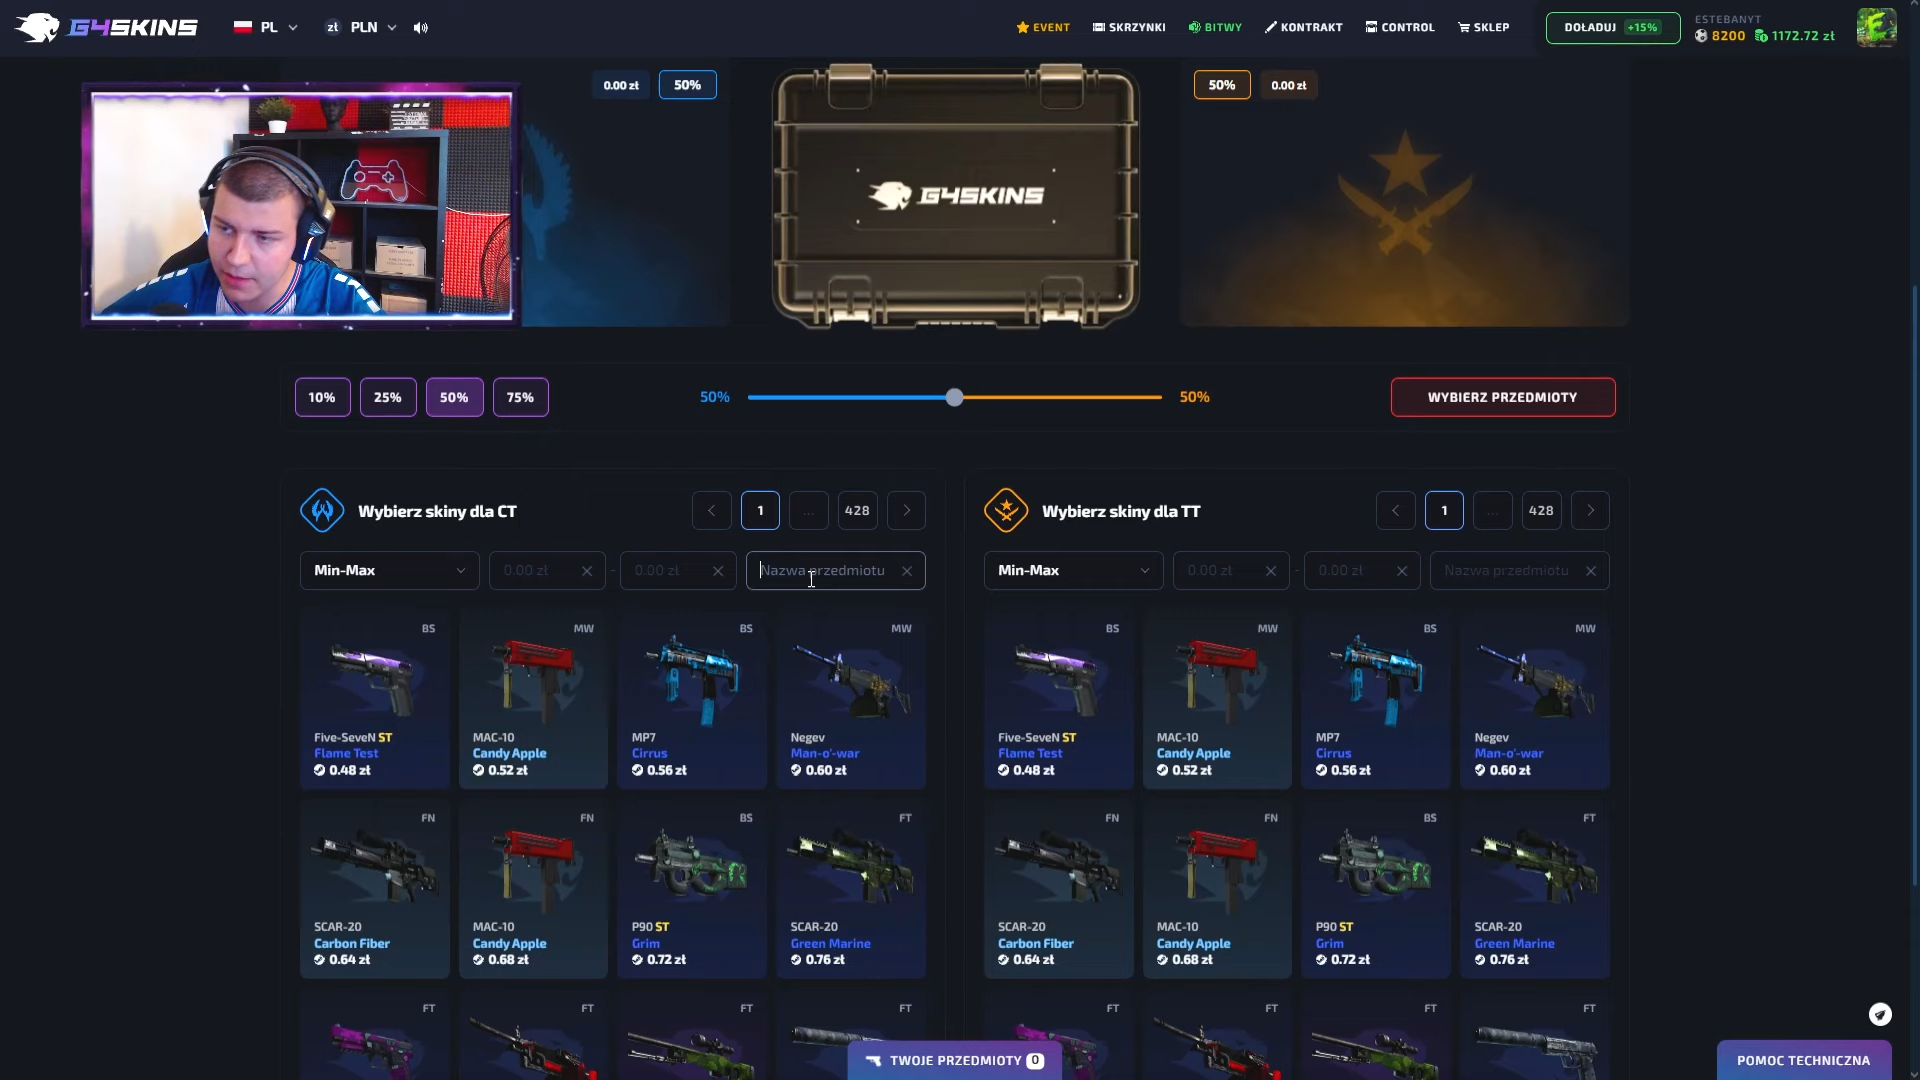 G4SKINS
PL
zł PLN
EVENT
SKRZYNKI
BITWY
KONTRAKT
CONTROL
SKLEP
DOŁADUJ +15%
ESTEBANYT
8200 1172.72 zł
0.00 zł 50%
G4SKINS
50% 0.00 zł
10% 25% 50% 75%
50% 50%
WYBIERZ PRZEDMIOTY
Wybierz skiny dla CT
1 ... 428
Min-Max 0.00 zł - 0.00 zł Nazwa przedmiotu
BS
Five-SeveN ST
Flame Test
0.48 zł
MW
MAC-10
Candy Apple
0.52 zł
BS
MP7
Cirrus
0.56 zł
MW
Negev
Man-o'-war
0.60 zł
FN
SCAR-20
Carbon Fiber
0.64 zł
FN
MAC-10
Candy Apple
0.68 zł
BS
P90 ST
Grim
0.72 zł
FT
SCAR-20
Green Marine
0.76 zł
FT
FT
FT
FT
Wybierz skiny dla TT
1 ... 428
Min-Max 0.00 zł - 0.00 zł Nazwa przedmiotu
BS
Five-SeveN ST
Flame Test
0.48 zł
MW
MAC-10
Candy Apple
0.52 zł
BS
MP7
Cirrus
0.56 zł
MW
Negev
Man-o'-war
0.60 zł
FN
SCAR-20
Carbon Fiber
0.64 zł
FN
MAC-10
Candy Apple
0.68 zł
BS
P90 ST
Grim
0.72 zł
FT
SCAR-20
Green Marine
0.76 zł
FT
FT
FT
FT
TWOJE PRZEDMIOTY 0
POMOC TECHNICZNA